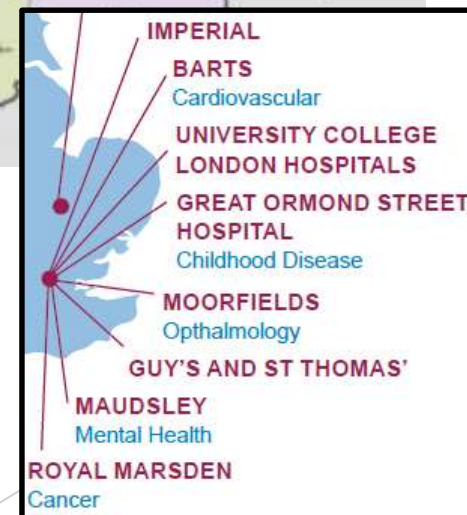 IMPERIAL
BARTS
Cardiovascular
UNIVERSITY COLLEGE
LONDON HOSPITALS
GREAT ORMOND STREET
HOSPITAL
Childhood Disease
MOORFIELDS
Opthalmology
GUY'S AND ST THOMAS'
MAUDSLEY
Mental Health
ROYAL MARSDEN
Cancer